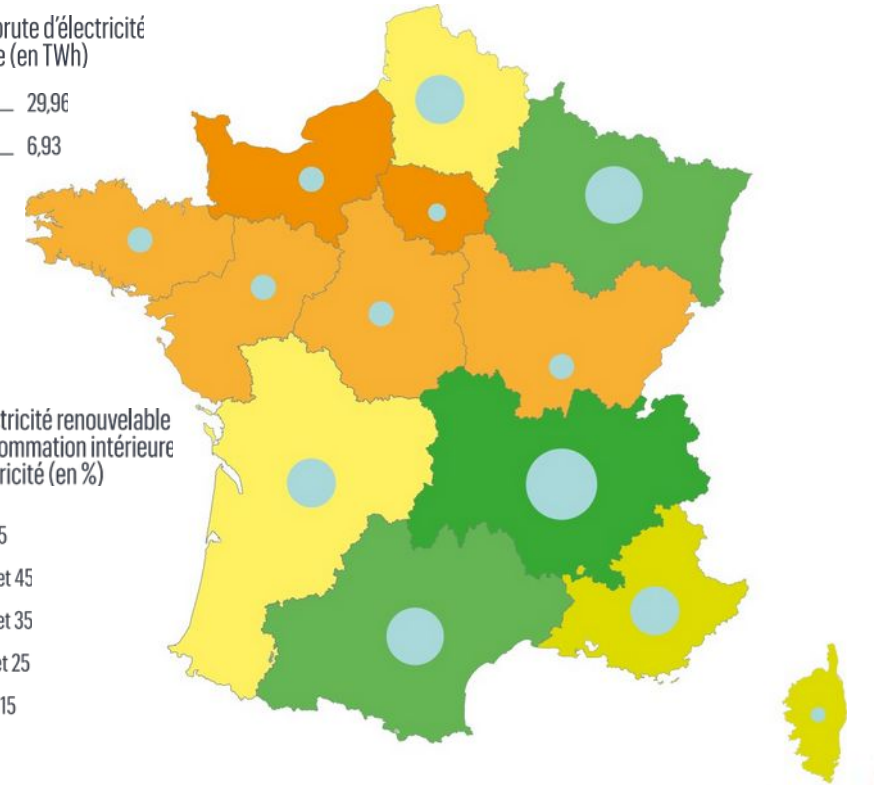 brute d'électricité
e (en TWh)
29,96
6,93
ctricité renouvelable
ommation intérieure
tricité (en %)
5
et 45
et 35
et 25
15